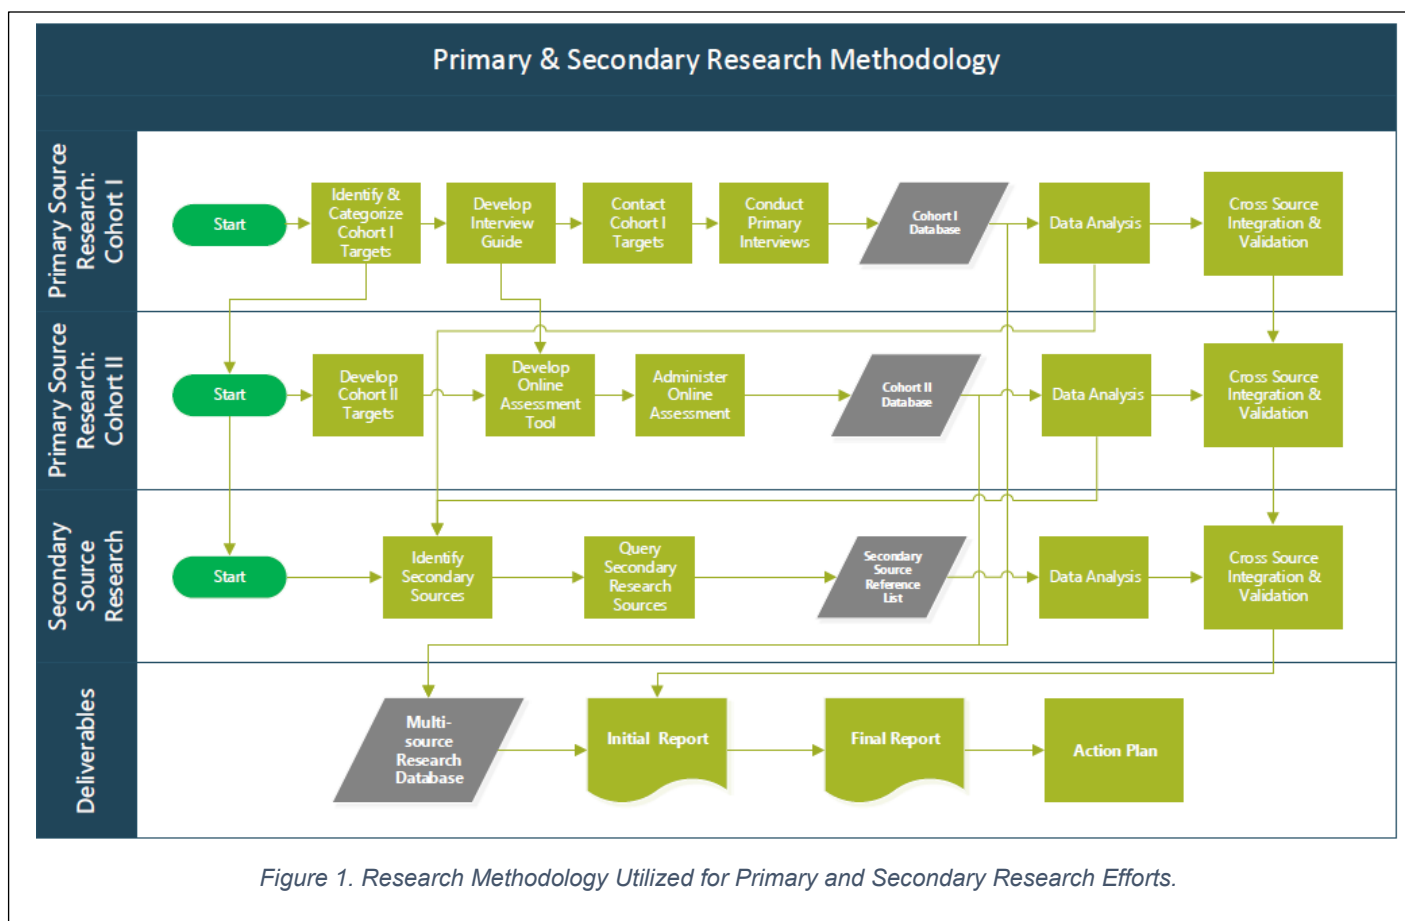 Primary & Secondary Research Methodology
Primary Source
Research:
Cohort I
Start
Identify &
Categorize
Cohort I
Targets
Develop
Interview
Guide
Contact
Cohort I
Targets
Conduct
Primary
Interviews
Cohort I
Database
Data Analysis
Cross Source
Integration &
Validation
Primary Source
Research:
Cohort II
Start
Develop
Cohort II
Targets
Develop
Online
Assessment
Tool
Administer
Online
Assessment
Cohort II
Database
Data Analysis
Cross Source
Integration &
Validation
Secondary
Source
Research
Start
Identify
Secondary
Sources
Query
Secondary
Research
Sources
Secondary
Source
Reference
List
Data Analysis
Cross Source
Integration &
Validation
Deliverables
Multi-
source
Research
Database
Initial Report
Final Report
Action Plan
Figure 1. Research Methodology Utilized for Primary and Secondary Research Efforts.